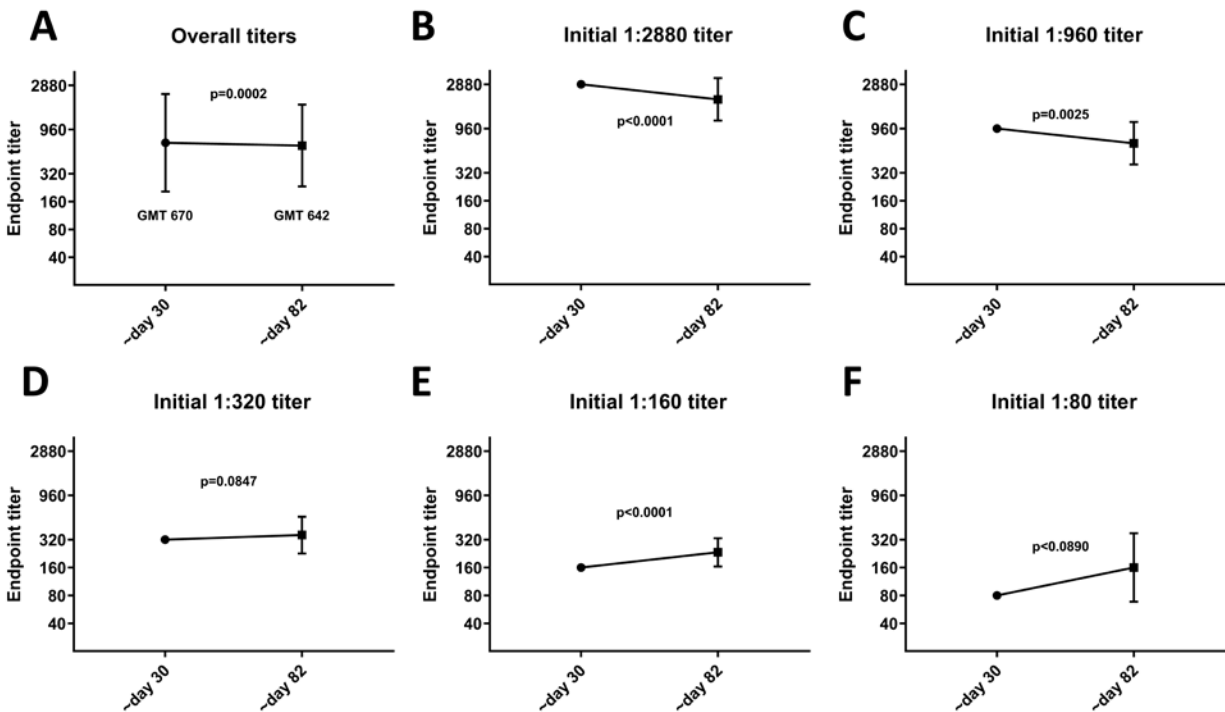 A
Overall titers
Endpoint titer
2880
960
320
160
80
40
p=0.0002
GMT 670
GMT 642
~day 30
~day 82
B
Initial 1:2880 titer
Endpoint titer
2880
960
320
160
80
40
p<0.0001
~day 30
~day 82
C
Initial 1:960 titer
Endpoint titer
2880
960
320
160
80
40
p=0.0025
~day 30
~day 82
D
Initial 1:320 titer
Endpoint titer
2880
960
320
160
80
40
p=0.0847
~day 30
~day 82
E
Initial 1:160 titer
Endpoint titer
2880
960
320
160
80
40
p<0.0001
~day 30
~day 82
F
Initial 1:80 titer
Endpoint titer
2880
960
320
160
80
40
p<0.0890
~day 30
~day 82